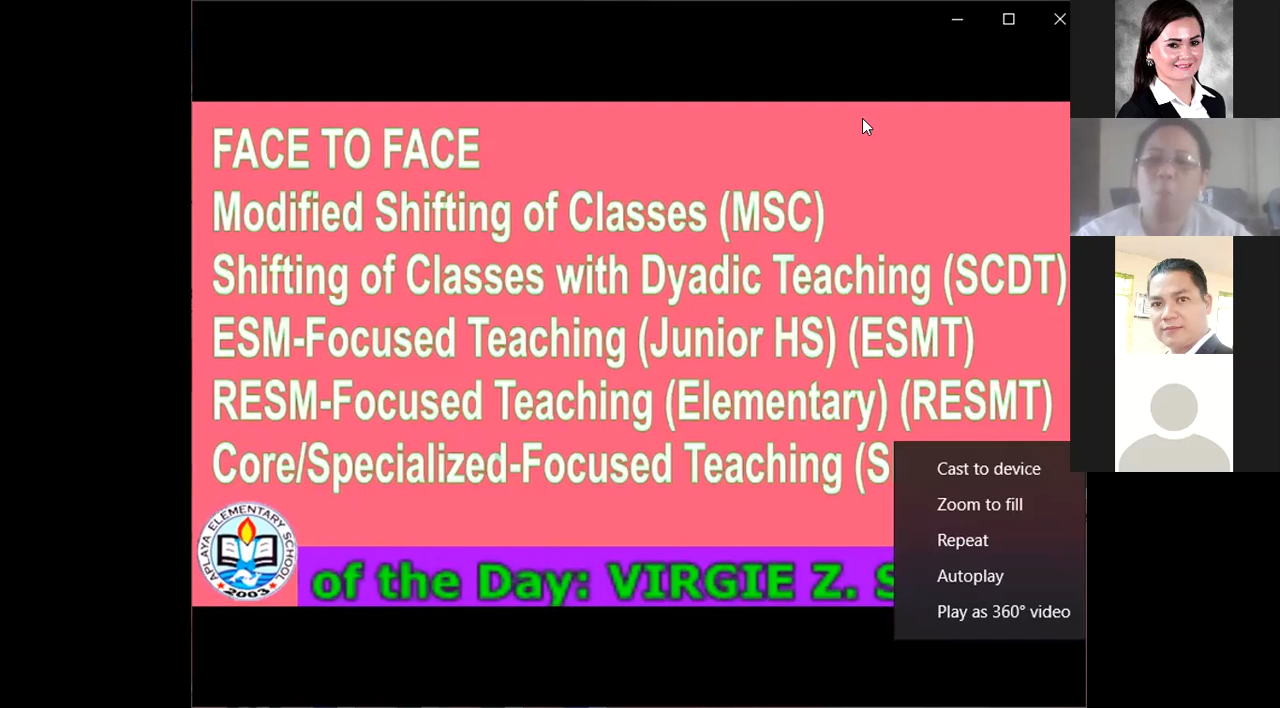 FACE TO FACE
Modified Shifting of Classes (MSC)
Shifting of Classes with Dyadic Teaching (SCDT)
ESM-Focused Teaching (Junior HS) (ESMT)
RESM-Focused Teaching (Elementary) (RESMT)
Core/Specialized-Focused Teaching (S
Cast to device
Zoom to fill
Repeat
Autoplay
Play as 360° video
APLAYA ELEMENTARY SCHOOL
2003
of the Day: VIRGIE Z. S